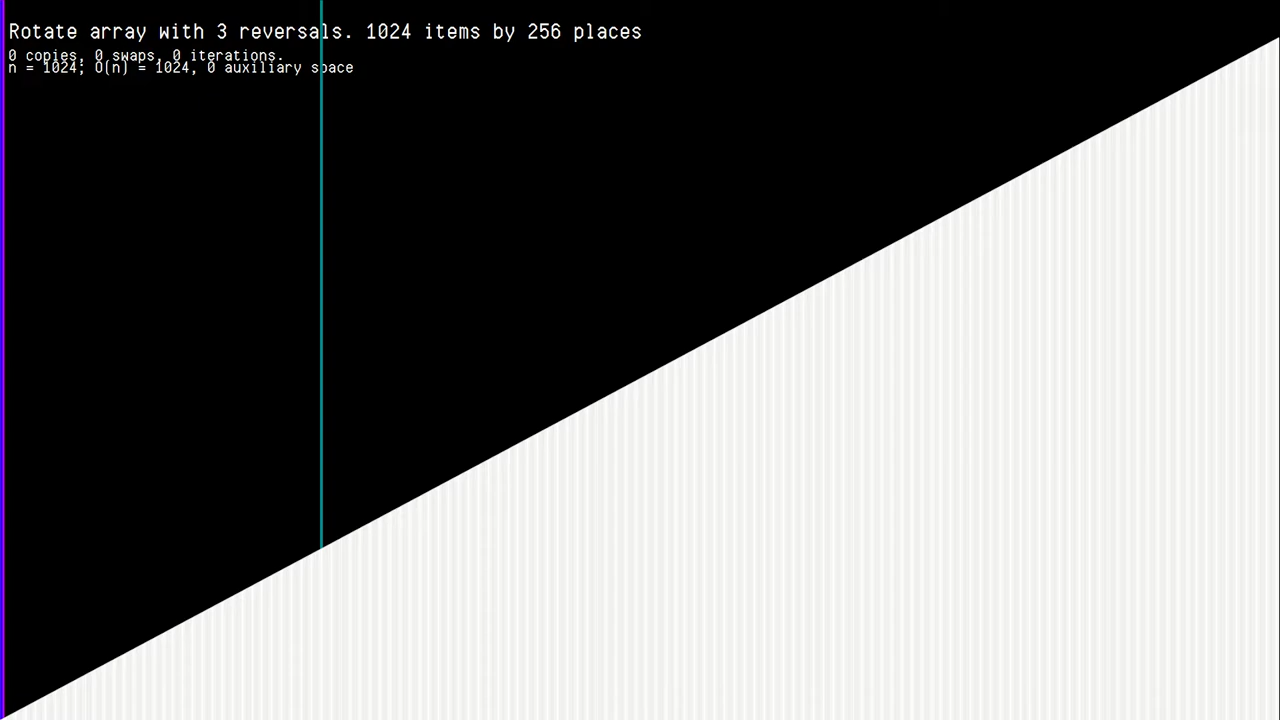 Rotate array with 3 reversals. 1024 items by 256 places
0 copies, 0 swaps, 0 iterations.
n = 1024; O(n) = 1024, 0 auxiliary space